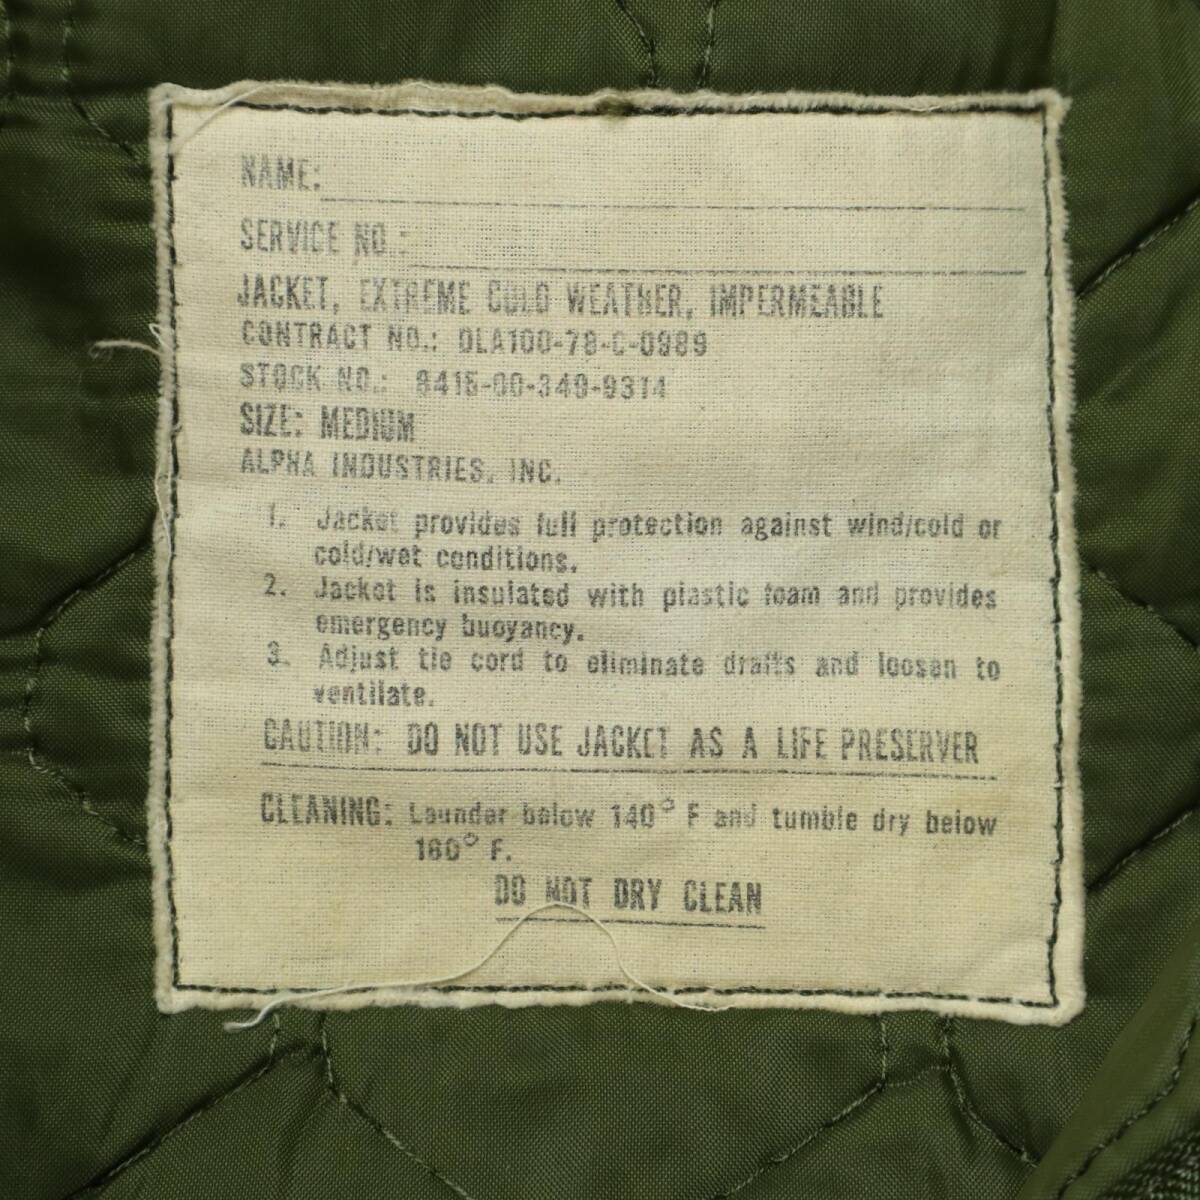 NAME:
SERVICE NO.:
JACKET, EXTREME COLD WEATHER, IMPERMEABLE
CONTRACT NO.: DLA100-78-C-0989
STOCK NO.: 8415-00-349-9314
SIZE: MEDIUM
ALPHA INDUSTRIES, INC.
1. Jacket provides full protection against wind/cold or
cold/wet conditions.
2. Jacket is insulated with plastic foam and provides
emergency buoyancy.
3. Adjust tie cord to eliminate drafts and loosen to
ventilate.
CAUTION: DO NOT USE JACKET AS A LIFE PRESERVER
CLEANING: Launder below 140° F and tumble dry below
160° F.
DO NOT DRY CLEAN